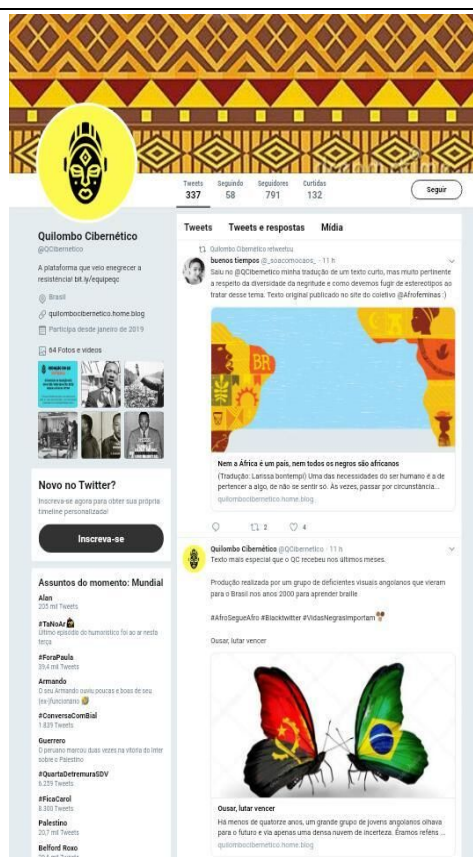 Tweets Seguindo Seguidores Curtidas
337 58 791 132
Seguir
Quilombo Cibernético
@QCibernetico
A plataforma que veio enegrecer a
resistência! bit.ly/equipeqc
Brasil
quilombocibernetico.home.blog
Participa desde janeiro de 2019
64 Fotos e vídeos
Novo no Twitter?
Inscreva-se agora para obter sua própria
timeline personalizada!
Inscreva-se
Assuntos do momento: Mundial
Alan
205 mil Tweets
#TaNoAr
Último episódio do humorístico foi ao ar nesta
terça
#ForaPaula
39,4 mil Tweets
Armando
O seu Armando ouviu poucas e boas de seu
(ex-)funcionário
#ConversaComBial
1.839 Tweets
Guerrero
O peruano marcou duas vezes na vitória do Inter
sobre o Palestino
#QuartaDetremuraSDV
6.259 Tweets
#FicaCarol
8.300 Tweets
Palestino
20,7 mil Tweets
Belford Roxo
Tweets Tweets e respostas Mídia
Quilombo Cibernético retweetou
buenos tiempos @_soacomocaos_ · 11 h
Saiu no @QCibernetico minha tradução de um texto curto, mas muito pertinente
a respeito da diversidade da negritude e como devemos fugir de estereótipos ao
tratar desse tema. Texto original publicado no site do coletivo @Afrofeminas :)
BR
Nem a África é um país, nem todos os negros são africanos
(Tradução: Larissa bontempi) Uma das necessidades do ser humano é a de
pertencer a algo, de não se sentir só. Às vezes, passar por circunstância...
quilombocibernetico.home.blog
2 4
Quilombo Cibernético @QCibernetico · 11 h
Texto mais especial que o QC recebeu nos últimos meses.
Produção realizada por um grupo de deficientes visuais angolanos que vieram
para o Brasil nos anos 2000 para aprender braille
#AfroSegueAfro #Blacktwitter #VidasNegrasImportam
Ousar, lutar vencer
Ousar, lutar vencer
Há menos de quatorze anos, um grande grupo de jovens angolanos olhava
para o futuro e via apenas uma densa nuvem de incerteza. Éramos reféns ...
quilombocibernetico.home.blog